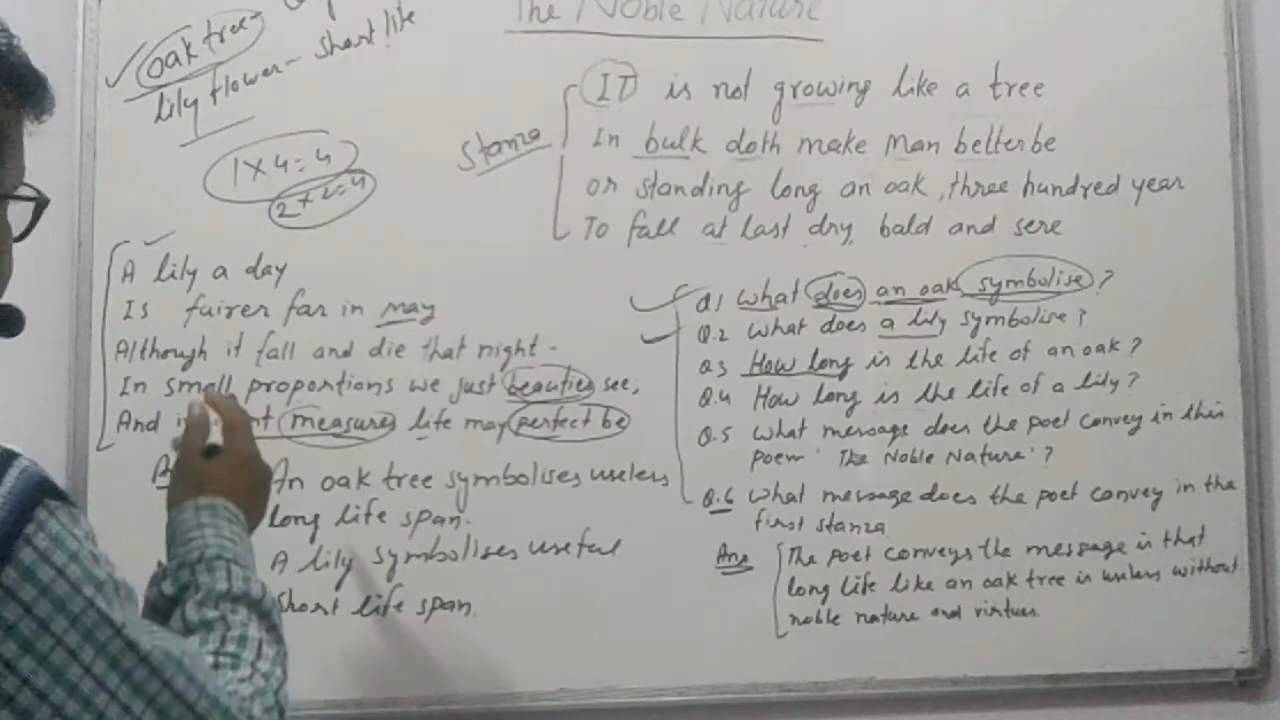 The Noble Nature
oak tree-
lily flower - short life
1 x 4 = 4
2 + 2 = 4
Stanza
IT is not growing like a tree
In bulk doth make man better be
or standing long an oak, three hundred year
To fall at last dry, bald and sere
A lily a day
Is fairer far in may
Although it fall and die that night -
In small proportions we just beauties see,
And in measures life may perfect be
An oak tree symbolises useless
long life span.
A lily symbolises useful
short life span.
Q1 what does an oak symbolise?
Q.2 what does a lily symbolise?
Q3 How long is the life of an oak?
Q.4 How long is the life of a lily?
Q.5 what message does the poet convey in this
poem 'The Noble Nature'?
Q.6 what message does the poet convey in the
first stanza
Ans The poet conveys the message is that
long life like an oak tree is useless without
noble nature and virtues.